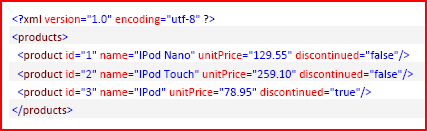 <?xml version="1.0" encoding="utf-8" ?>
<products>
<product id="1" name="IPod Nano" unitPrice="129.55" discontinued="false"/>
<product id="2" name="IPod Touch" unitPrice="259.10" discontinued="false"/>
<product id="3" name="IPod" unitPrice="78.95" discontinued="true"/>
</products>